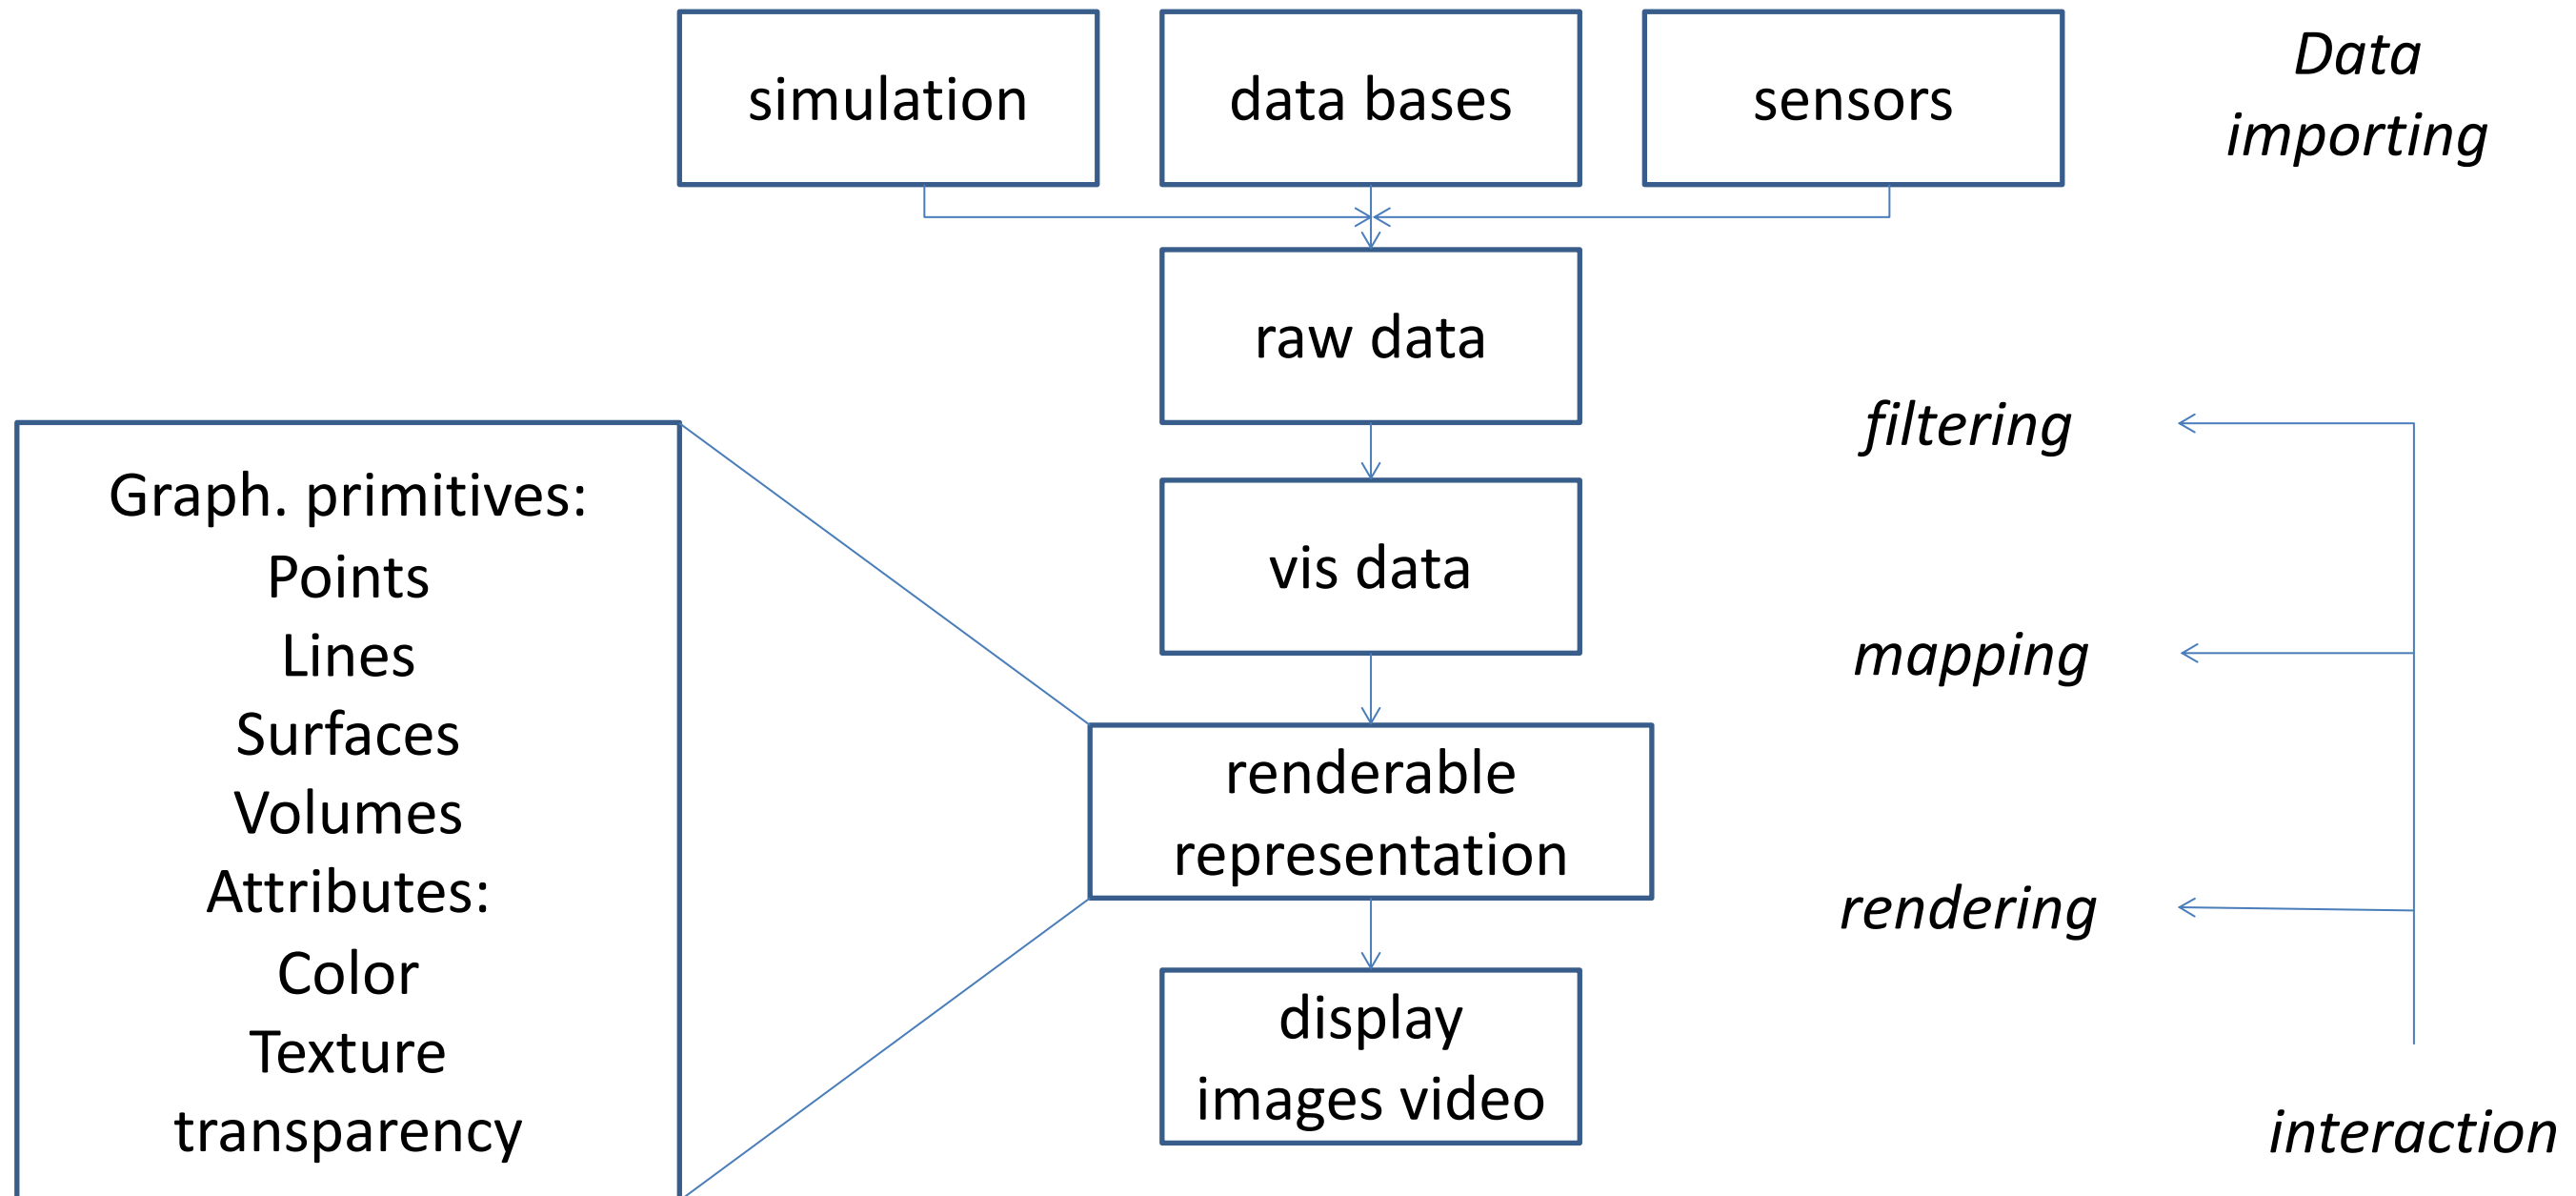 simulation
data bases
sensors
Data
importing
raw data
filtering
Graph. primitives:
Points
Lines
Surfaces
Volumes
Attributes:
Color
Texture
transparency
vis data
mapping
renderable
representation
rendering
display
images video
interaction